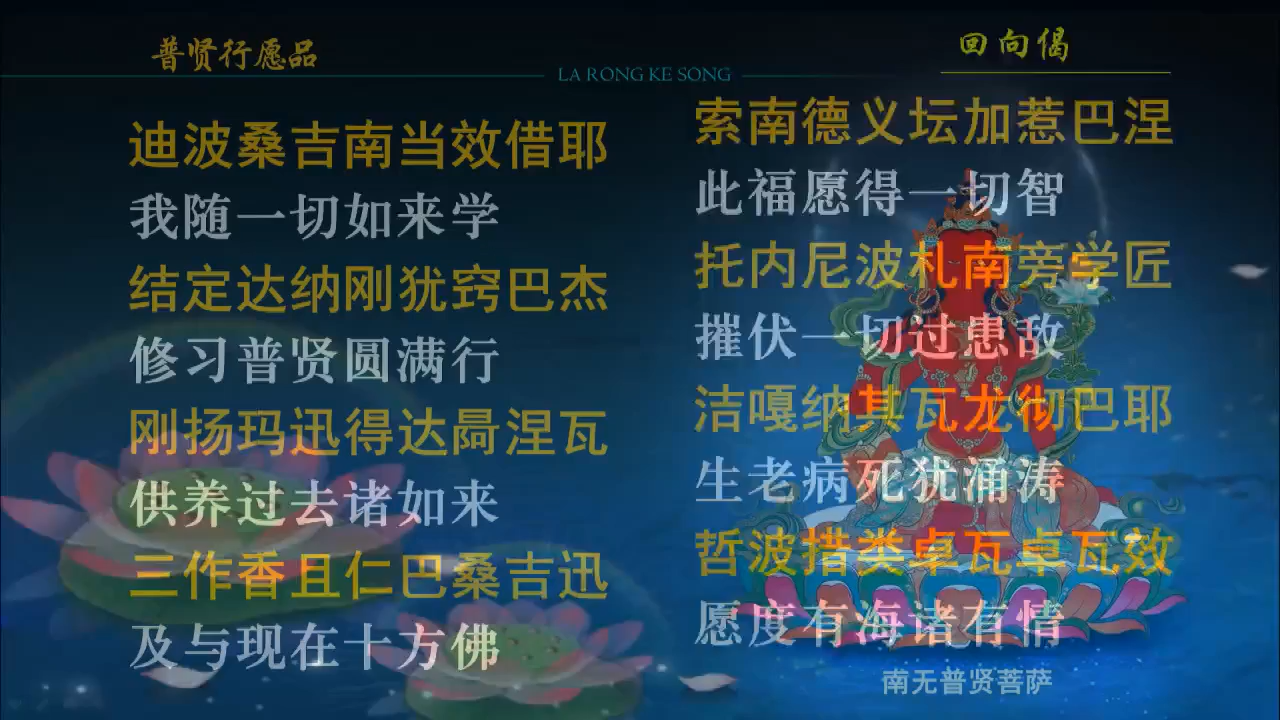 普贤行愿品
LA RONG KE SONG
迪波桑吉南当效借耶
我随一切如来学
结定达纳刚犹窍巴杰
修习普贤圆满行
刚扬玛迅得达咼涅瓦
供养过去诸如来
三作香且仁巴桑吉迅
及与现在十方佛
回向偈
索南德义坛加惹巴涅
此福愿得一切智
托内尼波札南旁学匠
摧伏一切过患敌
洁嘎纳其瓦龙彻巴耶
生老病死犹涌涛
哲波措类卓瓦卓瓦效
愿度有海诸有情
南无普贤菩萨